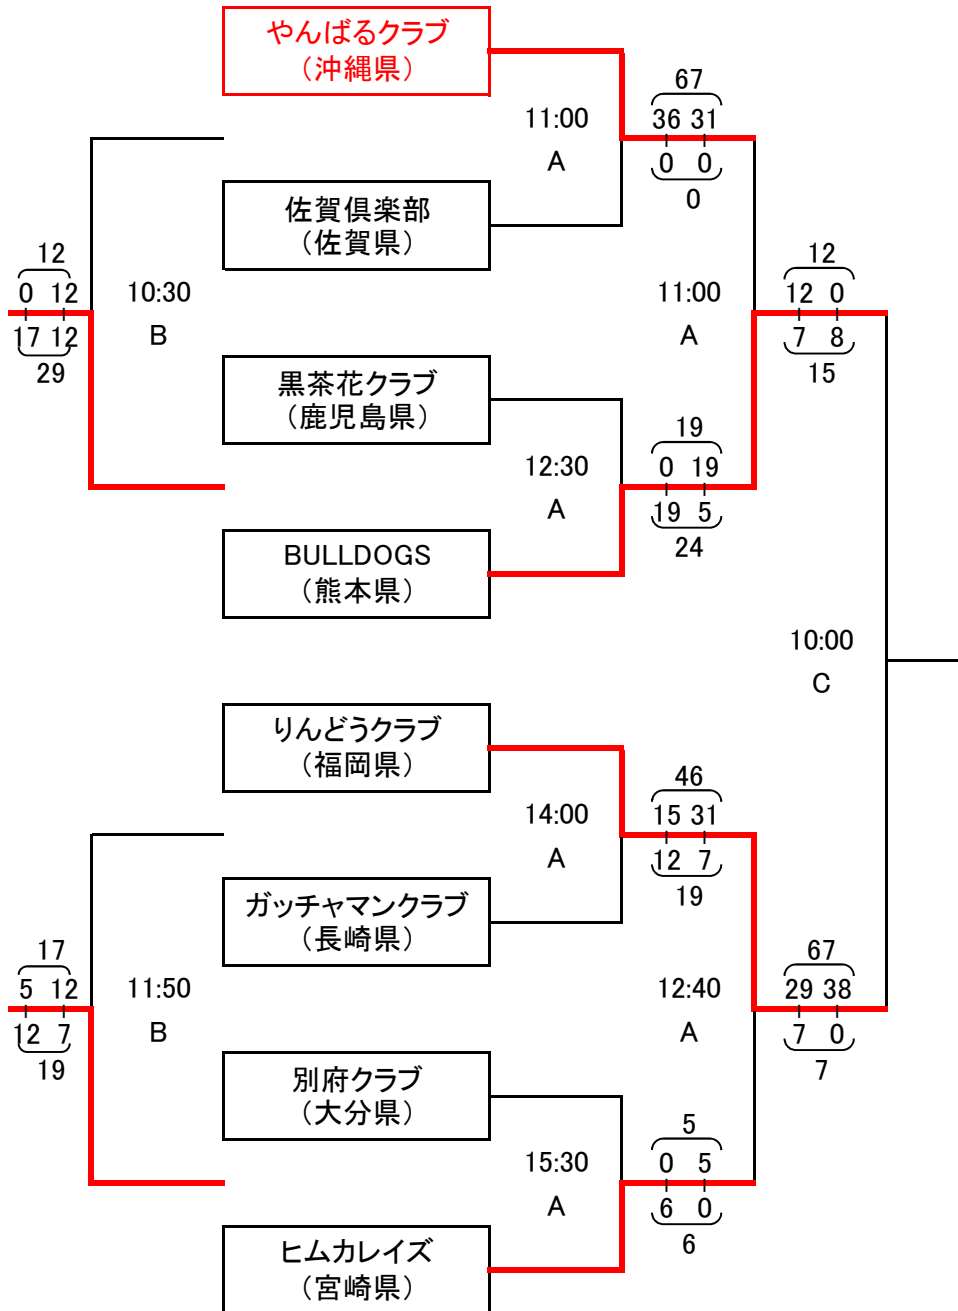 やんばるクラブ
（沖縄県）
67
11:00
36 31
A
0 0
0
佐賀倶楽部
（佐賀県）
12
12
0 12
10:30
11:00
12 0
17 12
B
A
7 8
29
15
黒茶花クラブ
（鹿児島県）
19
12:30
0 19
A
19 5
24
BULLDOGS
（熊本県）
10:00
C
りんどうクラブ
（福岡県）
46
14:00
15 31
A
12 7
19
ガッチャマンクラブ
（長崎県）
17
67
5 12
11:50
12:40
29 38
12 7
B
A
7 0
19
7
別府クラブ
（大分県）
5
15:30
0 5
A
6 0
6
ヒムカレイズ
（宮崎県）